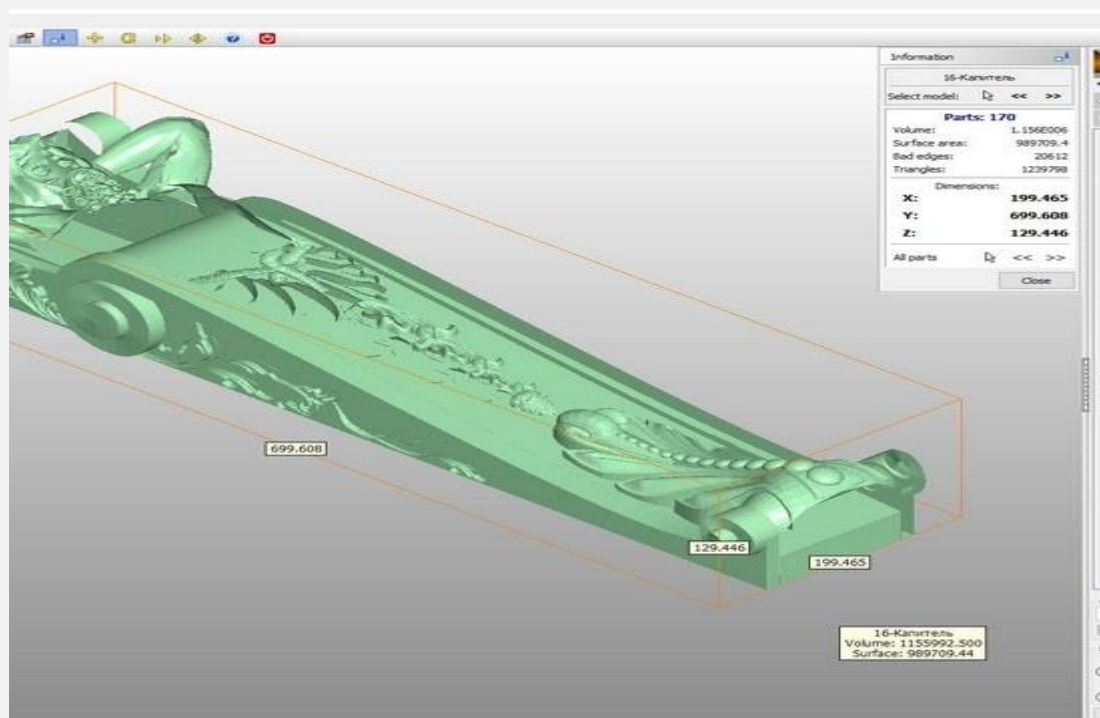 Information
16-Капитель
Select model: << >>
Parts: 170
Volume: 1.156E006
Surface area: 989709.4
Bad edges: 20612
Triangles: 1239798
Dimensions:
X: 199.465
Y: 699.608
Z: 129.446
All parts << >>
Close
699.608
129.446
199.465
16-Капитель
Volume: 1155992.500
Surface: 989709.44